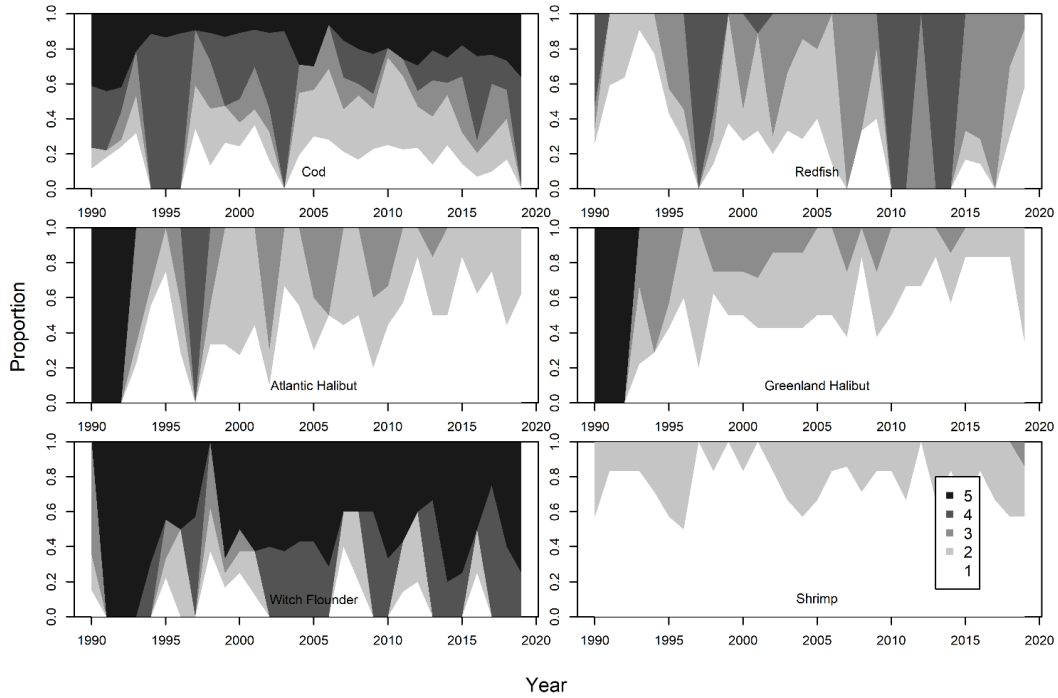 0.0 0.2 0.4 0.6 0.8 1.0
Cod
1990 1995 2000 2005 2010 2015 2020
0.0 0.2 0.4 0.6 0.8 1.0
Redfish
1990 1995 2000 2005 2010 2015 2020
0.0 0.2 0.4 0.6 0.8 1.0
Atlantic Halibut
1990 1995 2000 2005 2010 2015 2020
0.0 0.2 0.4 0.6 0.8 1.0
Greenland Halibut
1990 1995 2000 2005 2010 2015 2020
0.0 0.2 0.4 0.6 0.8 1.0
Witch Flounder
1990 1995 2000 2005 2010 2015 2020
0.0 0.2 0.4 0.6 0.8 1.0
Shrimp
5
4
3
2
1
1990 1995 2000 2005 2010 2015 2020
Proportion
Year